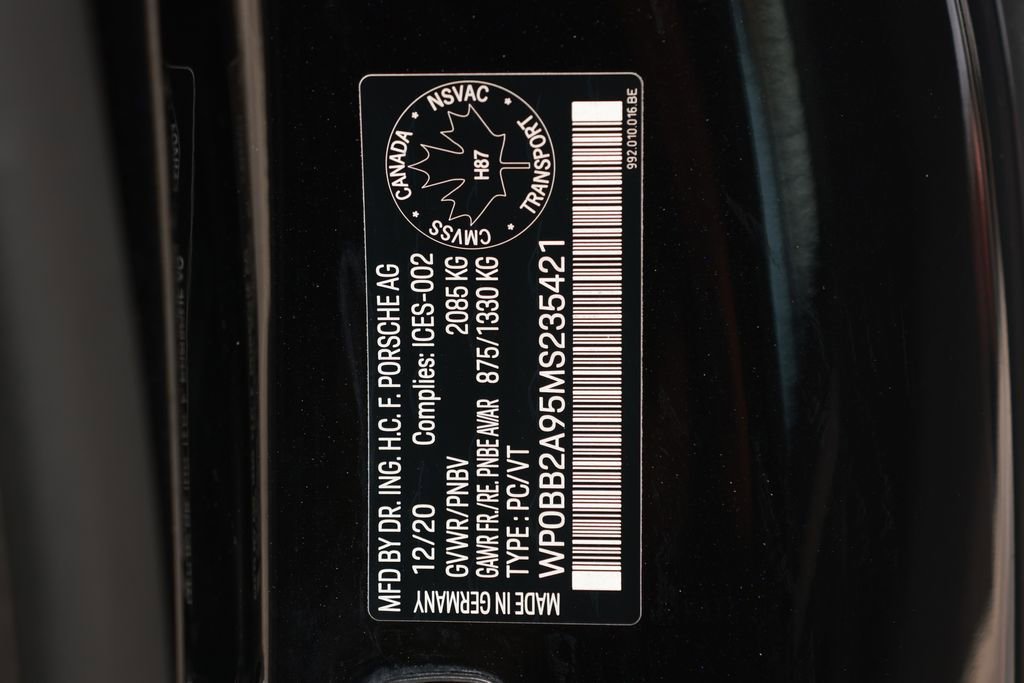 MFD BY DR. ING. H.C. F. PORSCHE AG
12/20 Complies: ICES-002
GVWR/PNBV 2085 KG
GAWR FR./RE. PNBE AV/AR 875/1330 KG
TYPE : PC/VT
WP0BB2A95MS235421
MADE IN GERMANY
CANADA * NSVAC * TRANSPORT * CMVSS *
H87
992.010.016.BE